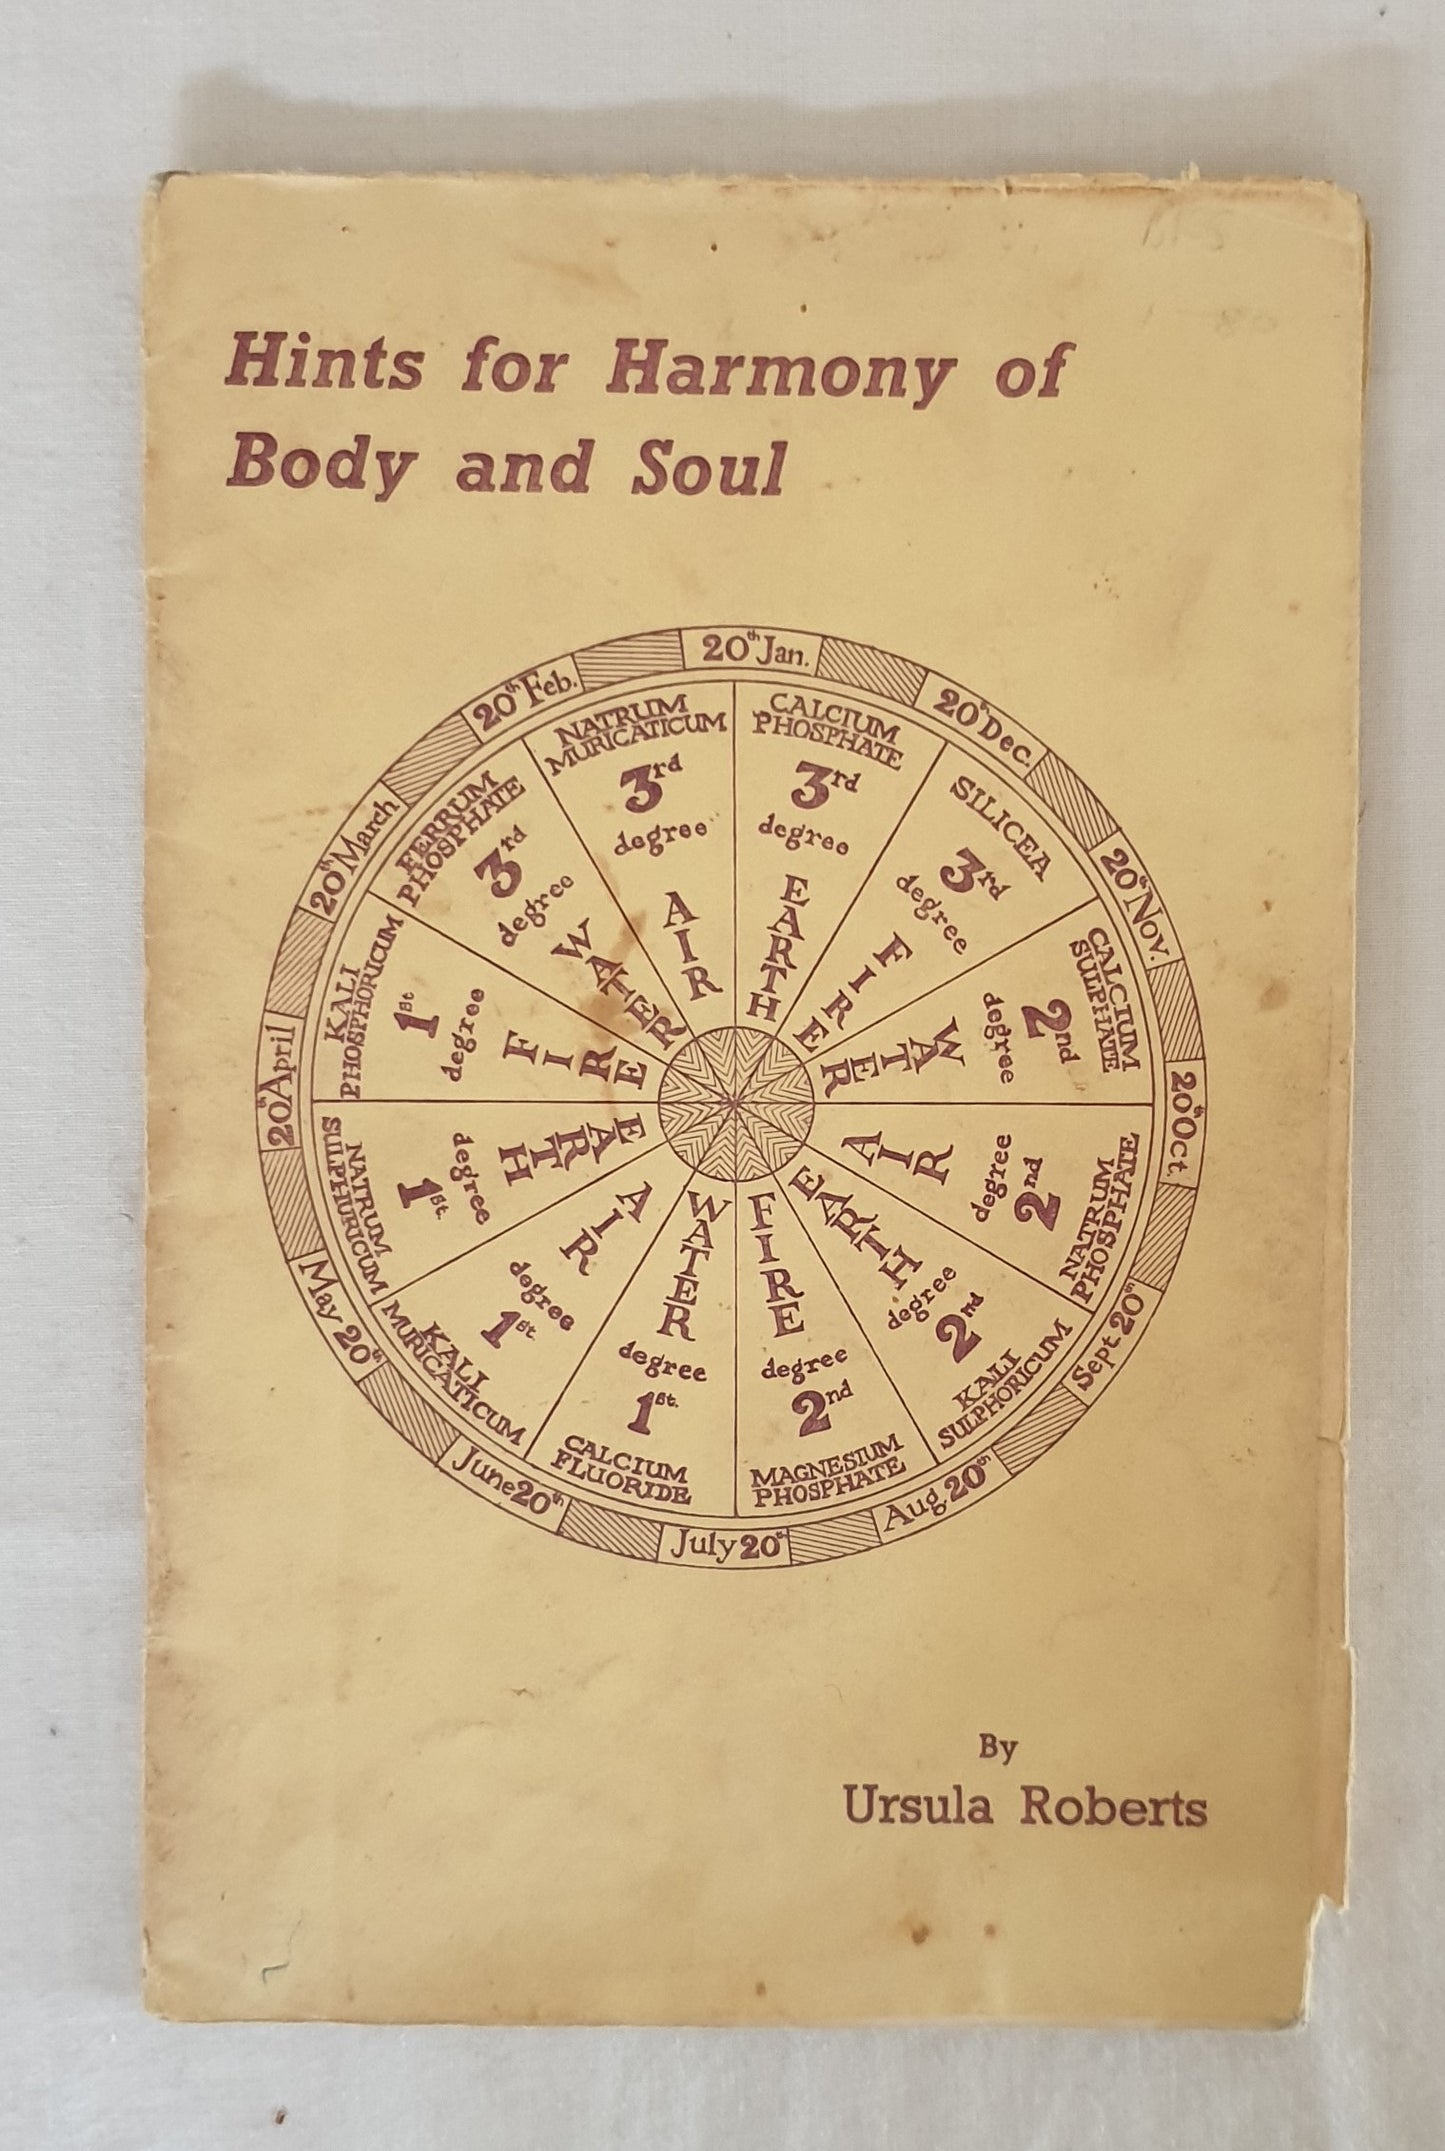 Hints for Harmony of
Body and Soul
20th Jan.
20th Dec.
20th Nov.
20th Oct.
Sept 20th
Aug. 20th
July 20th
June 20th
May 20th
20th April
20th March
20th Feb.
CALCIUM
PHOSPHATE
3rd
degree
EARTH
SILICEA
3rd
degree
FIRE
CALCIUM
SULPHATE
2nd
degree
WATER
NATRUM
PHOSPHATE
2nd
degree
AIR
KALI
SULPHORICUM
2nd
degree
EARTH
MAGNESIUM
PHOSPHATE
2nd
degree
FIRE
CALCIUM
FLUORIDE
1st.
degree
WATER
KALI
MURICATICUM
1st.
degree
AIR
NATRUM
SULPHURICUM
1st.
degree
EARTH
KALI
PHOSPHORICUM
1st
degree
FIRE
FERRUM
PHOSPHATE
3rd
degree
WATER
NATRUM
MURICATICUM
3rd
degree
AIR
By
Ursula Roberts